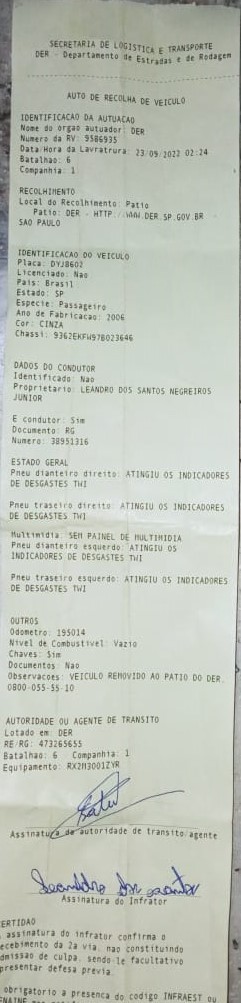 SECRETARIA DE LOGISTICA E TRANSPORTE
DER - Departamento de Estradas e de Rodagem
AUTO DE RECOLHA DE VEICULO
IDENTIFICACAO DA AUTUACAO
Nome do orgao autuador: DER
Numero da RV: 9586935
Data/Hora da Lavratura: 23/09/2022 02:24
Batalhao: 6
Companhia: 1
RECOLHIMENTO
Local do Recolhimento: Patio
Patio: DER - HTTP://WWW.DER.SP.GOV.BR -
SAO PAULO
IDENTIFICACAO DO VEICULO
Placa: DYJ8602
Licenciado: Nao
Pais: Brasil
Estado: SP
Especie: Passageiro
Ano de Fabricacao: 2006
Cor: CINZA
Chassi: 9362EKFW97B023646
DADOS DO CONDUTOR
Identificado: Nao
Proprietario: LEANDRO DOS SANTOS NEGREIROS
JUNIOR
E condutor: Sim
Documento: RG
Numero: 38951316
ESTADO GERAL
Pneu dianteiro direito: ATINGIU OS INDICADORES
DE DESGASTES TWI
Pneu traseiro direito: ATINGIU OS INDICADORES
DE DESGASTES TWI
Multimidia: SEM PAINEL DE MULTIMIDIA
Pneu dianteiro esquerdo: ATINGIU OS
INDICADORES DE DESGASTES TWI
Pneu traseiro esquerdo: ATINGIU OS INDICADORES
DE DESGASTES TWI
OUTROS
Odometro: 195014
Nivel de Combustivel: Vazio
Chaves: Sim
Documentos: Nao
Observacoes: VEICULO REMOVIDO AO PATIO DO DER.
0800-055-55-10
AUTORIDADE OU AGENTE DE TRANSITO
Lotado em: DER
RE/RG: 473265655
Batalhao: 6 Companhia: 1
Equipamento: RX2M3001ZYR
Assinatura da autoridade de transito/agente
Leandro dos santos
Assinatura do Infrator
ERTIDAO
assinatura do infrator confirma o
ecebimento da 2a via, nao constituindo
dmissao de culpa, sendo-le facultativo
presentar defesa previa.
obrigatorio a presenca do codigo INFRAEST ou